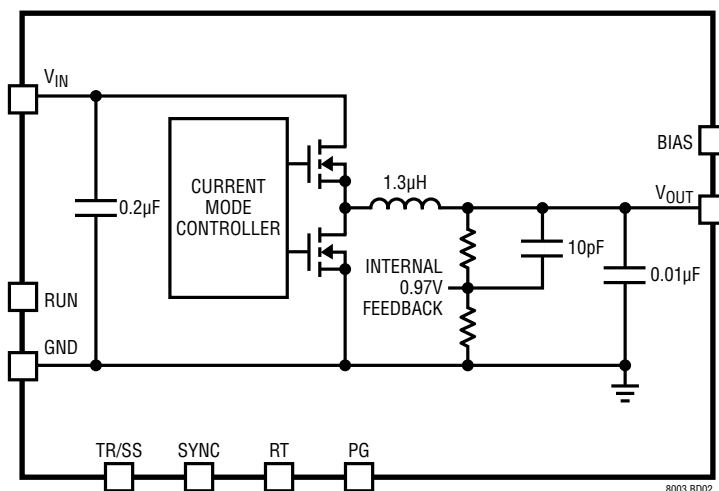 VIN
BIAS
1.3µH
VOUT
CURRENT
MODE
CONTROLLER
0.2µF
10pF
INTERNAL
0.97V
FEEDBACK
0.01µF
RUN
GND
TR/SS
SYNC
RT
PG
8003 BD02